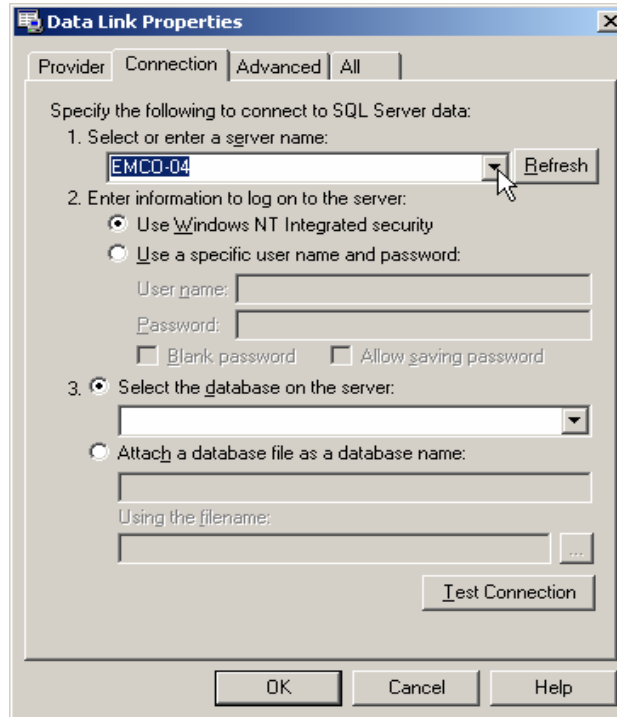 Data Link Properties
Provider Connection Advanced All
Specify the following to connect to SQL Server data:
1. Select or enter a server name:
EMCO-04 Refresh
2. Enter information to log on to the server:
Use Windows NT Integrated security
Use a specific user name and password:
User name:
Password:
Blank password Allow saving password
3. Select the database on the server:
Attach a database file as a database name:
Using the filename:
...
Test Connection
OK Cancel Help